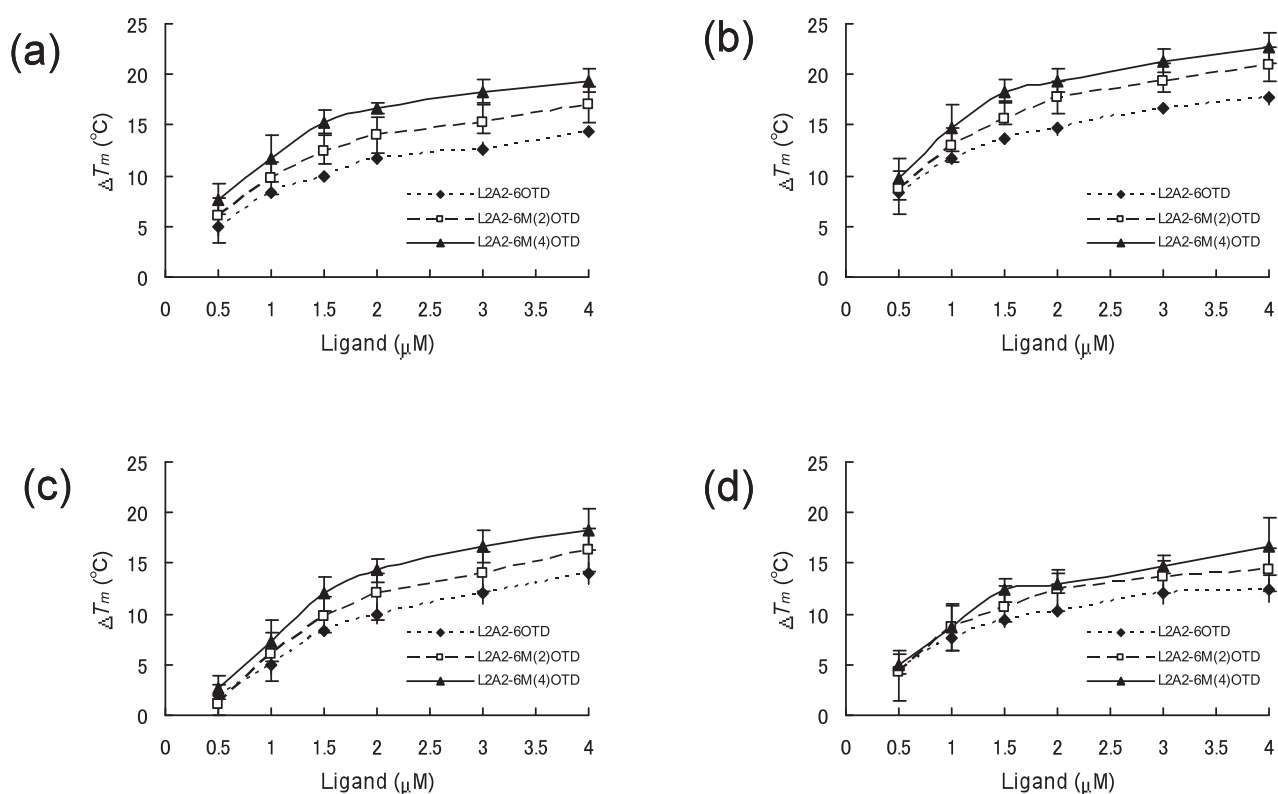 (a)
25
20
15
10
5
0
ΔTm (°C)
L2A2-6OTD
L2A2-6M(2)OTD
L2A2-6M(4)OTD
0 0.5 1 1.5 2 2.5 3 3.5 4
Ligand (μM)
(b)
25
20
15
10
5
0
ΔTm (°C)
L2A2-6OTD
L2A2-6M(2)OTD
L2A2-6M(4)OTD
0 0.5 1 1.5 2 2.5 3 3.5 4
Ligand (μM)
(c)
25
20
15
10
5
0
ΔTm (°C)
L2A2-6OTD
L2A2-6M(2)OTD
L2A2-6M(4)OTD
0 0.5 1 1.5 2 2.5 3 3.5 4
Ligand (μM)
(d)
25
20
15
10
5
0
ΔTm (°C)
L2A2-6OTD
L2A2-6M(2)OTD
L2A2-6M(4)OTD
0 0.5 1 1.5 2 2.5 3 3.5 4
Ligand (μM)